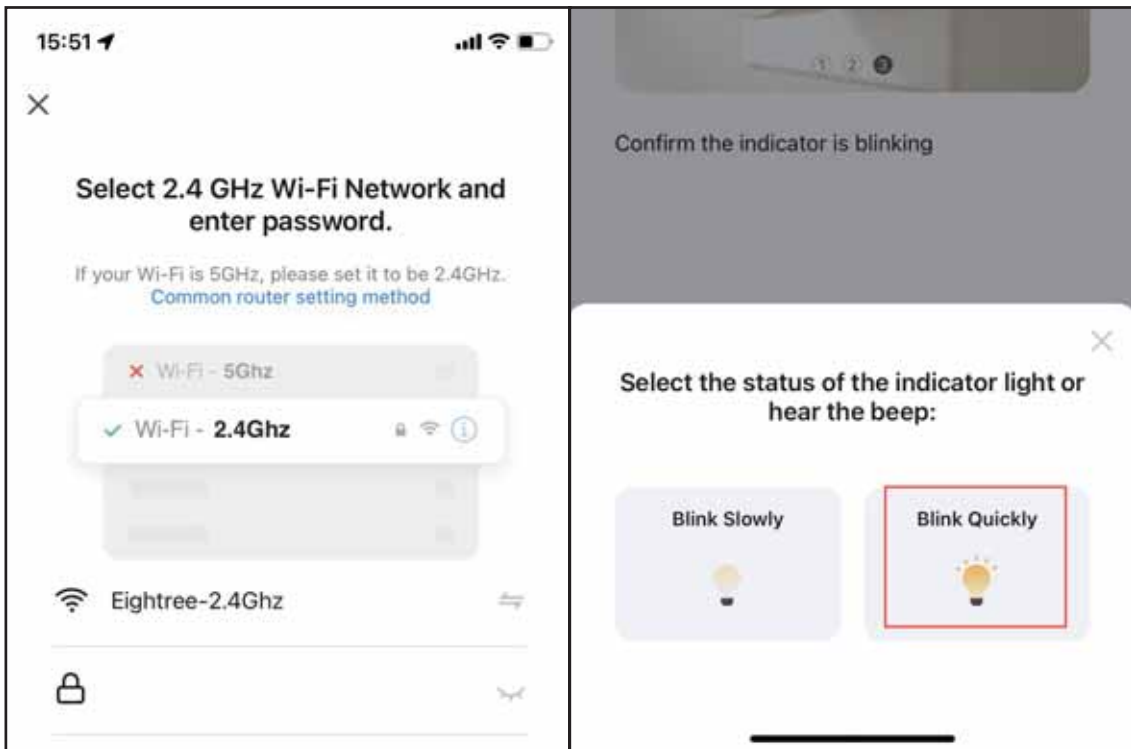 15:51
Select 2.4 GHz Wi-Fi Network and
enter password.
If your Wi-Fi is 5GHz, please set it to be 2.4GHz.
Common router setting method
Wi-Fi - 5Ghz
Wi-Fi - 2.4Ghz
Eightree-2.4Ghz
1 2 3
Confirm the indicator is blinking
Select the status of the indicator light or
hear the beep:
Blink Slowly
Blink Quickly